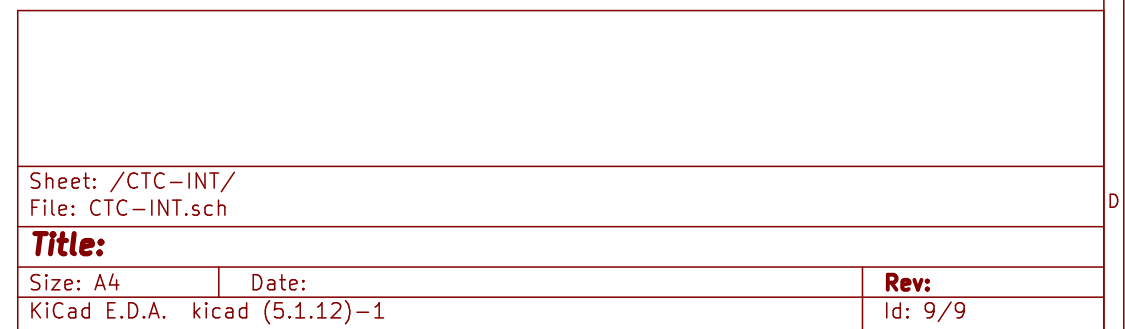 Sheet: /CTC-INT/
File: CTC-INT.sch
D
Title:
Size: A4 Date: Rev:
KiCad E.D.A. kicad (5.1.12)-1 Id: 9/9